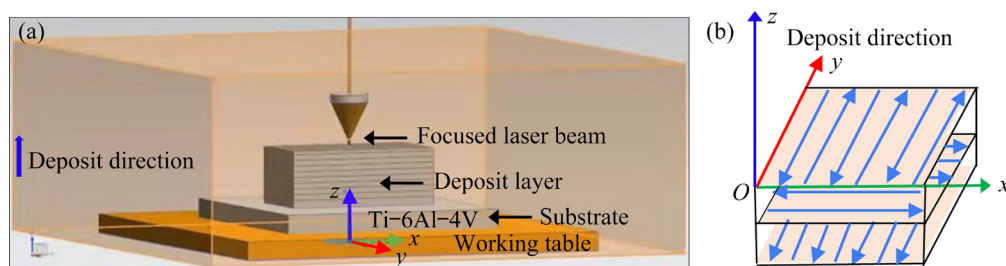 (a)
Focused laser beam
Deposit direction
Deposit layer
z
Ti−6Al−4V
Substrate
x
Working table
y
(b)
z
Deposit direction
y
O
x